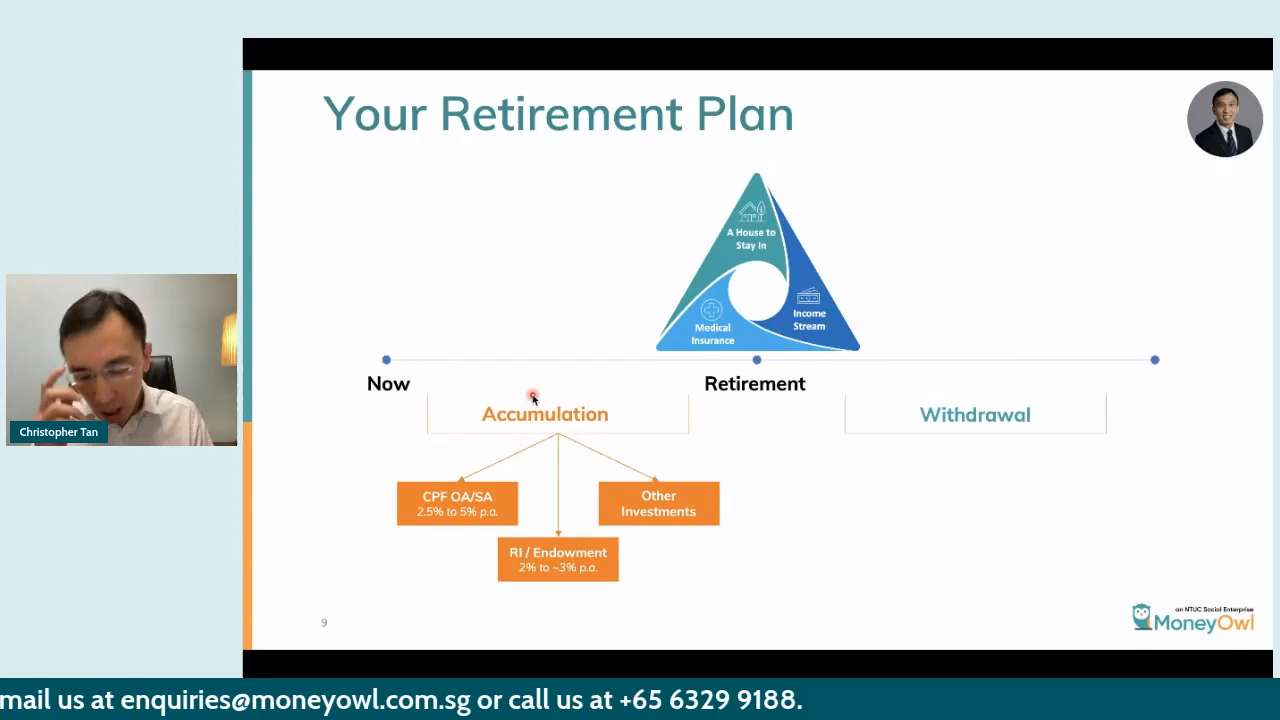 Your Retirement Plan
A House to
Stay In
Medical
Insurance
Income
Stream
Now
Retirement
Accumulation
Withdrawal
CPF OA/SA
2.5% to 5% p.a.
Other
Investments
RI / Endowment
2% to ~3% p.a.
Christopher Tan
9
an NTUC Social Enterprise
MoneyOwl
mail us at enquiries@moneyowl.com.sg or call us at +65 6329 9188.